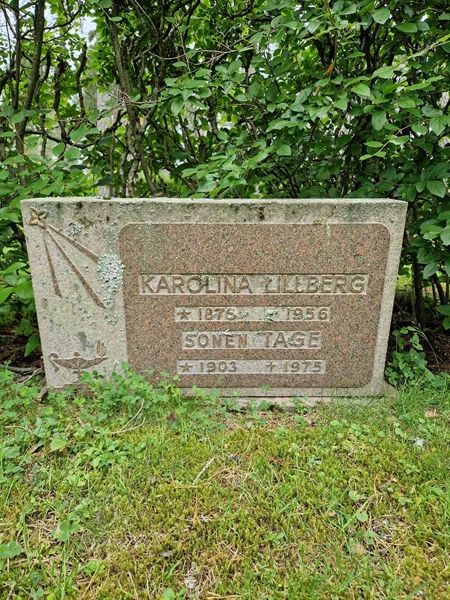 KAROLINA LILLBERG
★ 1876 ✝ 1956
SONEN TAGE
★ 1903 ✝ 1975